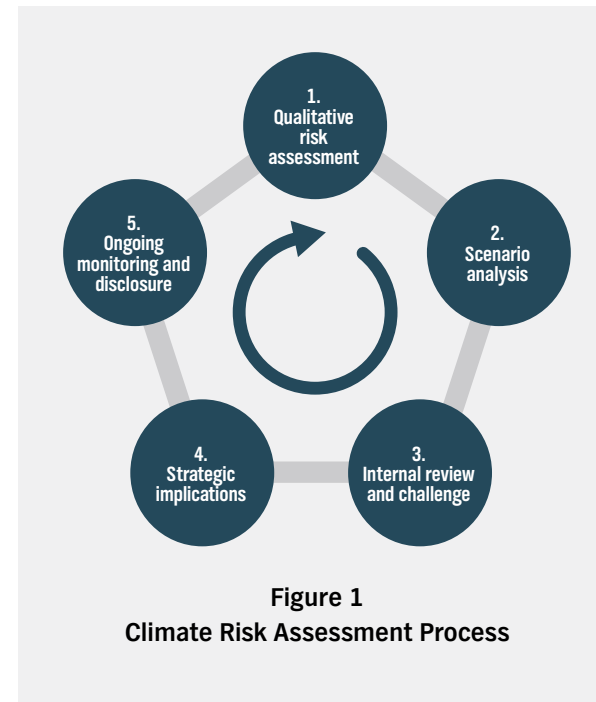 1.
Qualitative
risk
assessment
2.
Scenario
analysis
3.
Internal review
and challenge
4.
Strategic
implications
5.
Ongoing
monitoring and
disclosure
Figure 1
Climate Risk Assessment Process